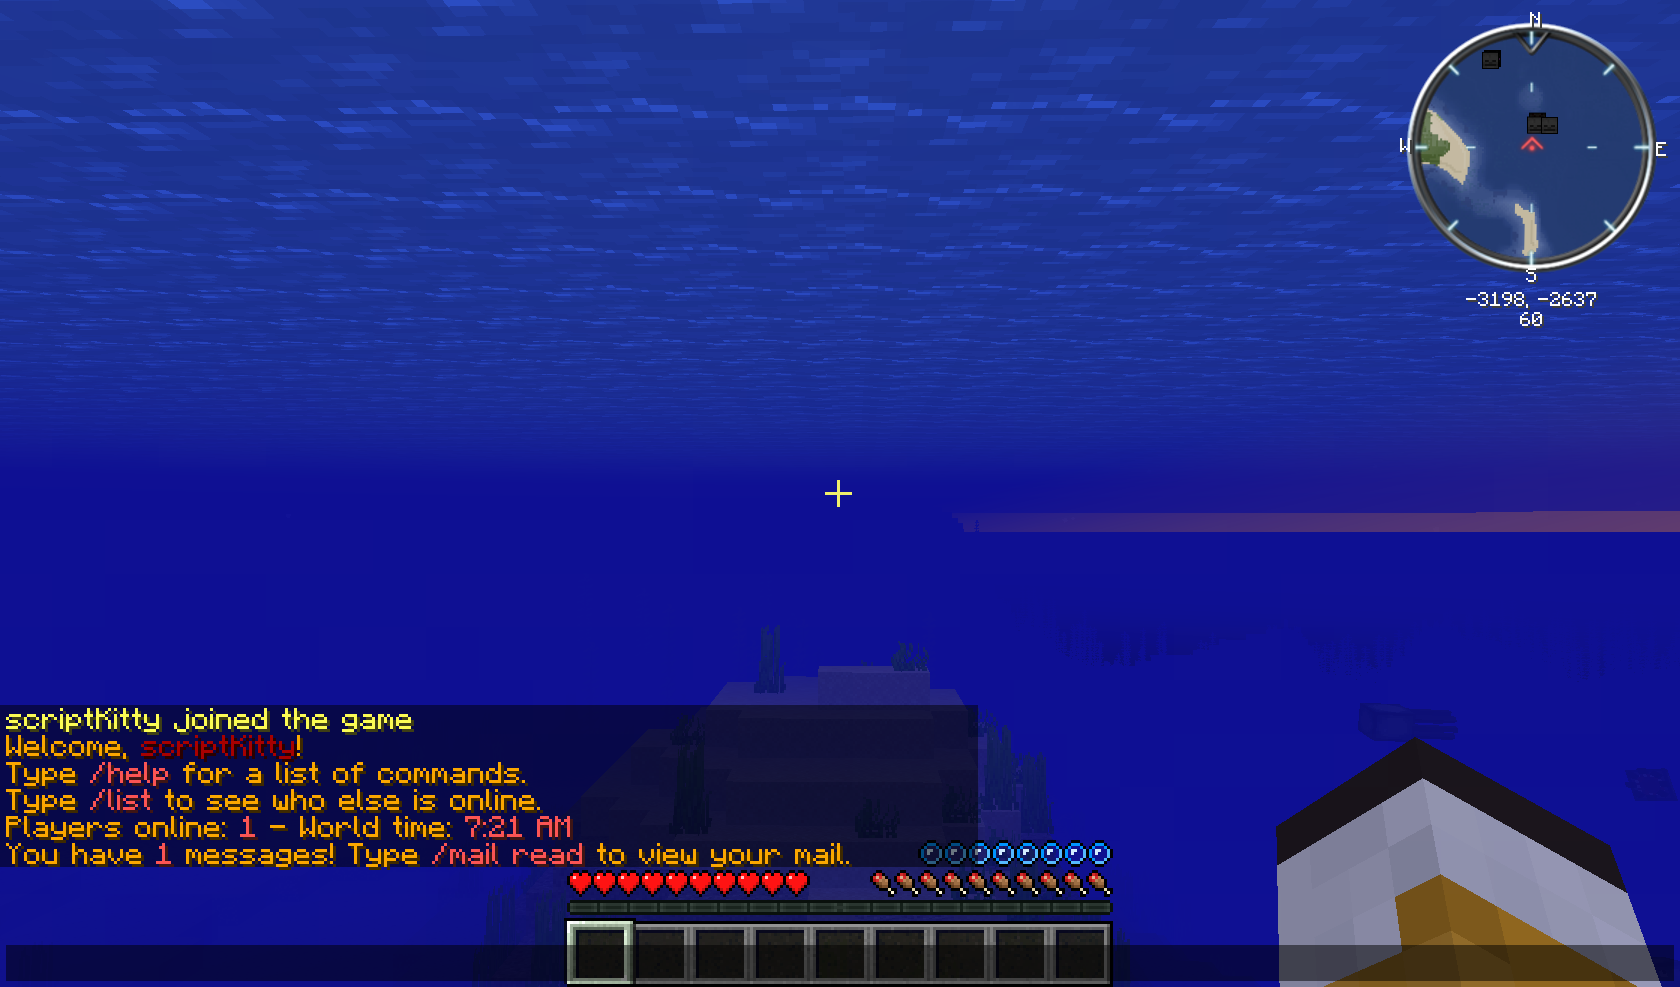 N
W
E
S
-3198, -2637
60
scriptKitty joined the game
Welcome, scriptKitty!
Type /help for a list of commands.
Type /list to see who else is online.
Players online: 1 - World time: 7:21 AM
You have 1 messages! Type /mail read to view your mail.